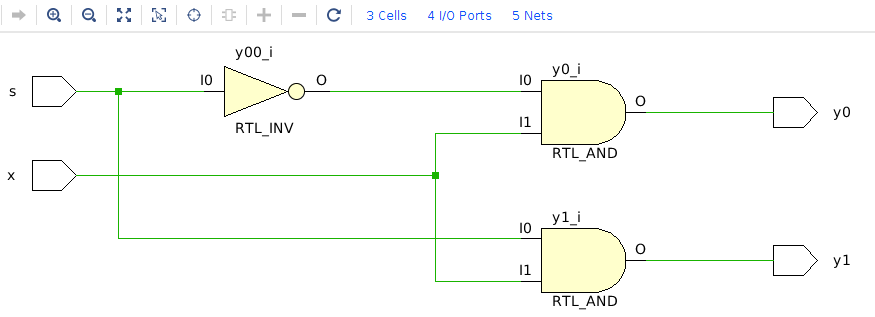 3 Cells 4 I/O Ports 5 Nets
y00_i
y0_i
s
I0
O
I0
O
I1
y0
RTL_INV
RTL_AND
x
y1_i
I0
O
I1
y1
RTL_AND